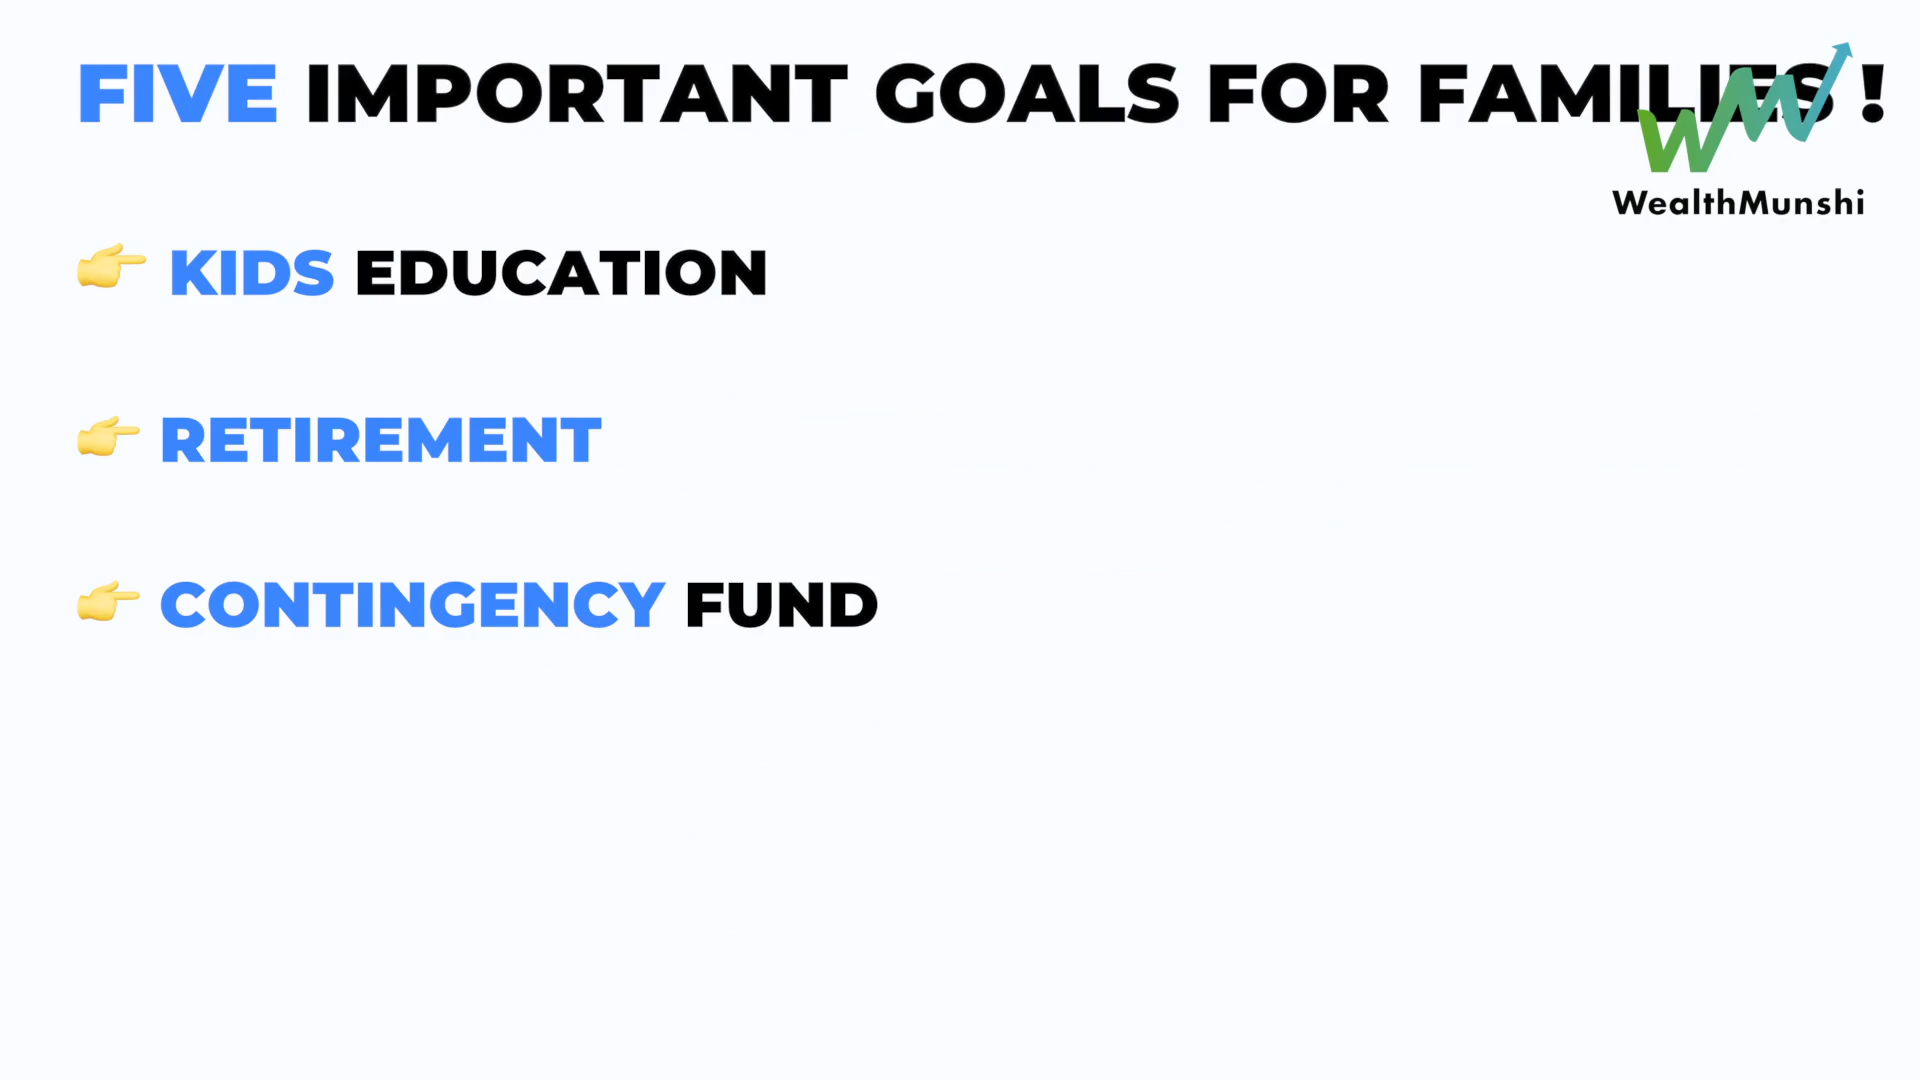 FIVE IMPORTANT GOALS FOR FAMILIES !
WealthMunshi
👉 KIDS EDUCATION
👉 RETIREMENT
👉 CONTINGENCY FUND